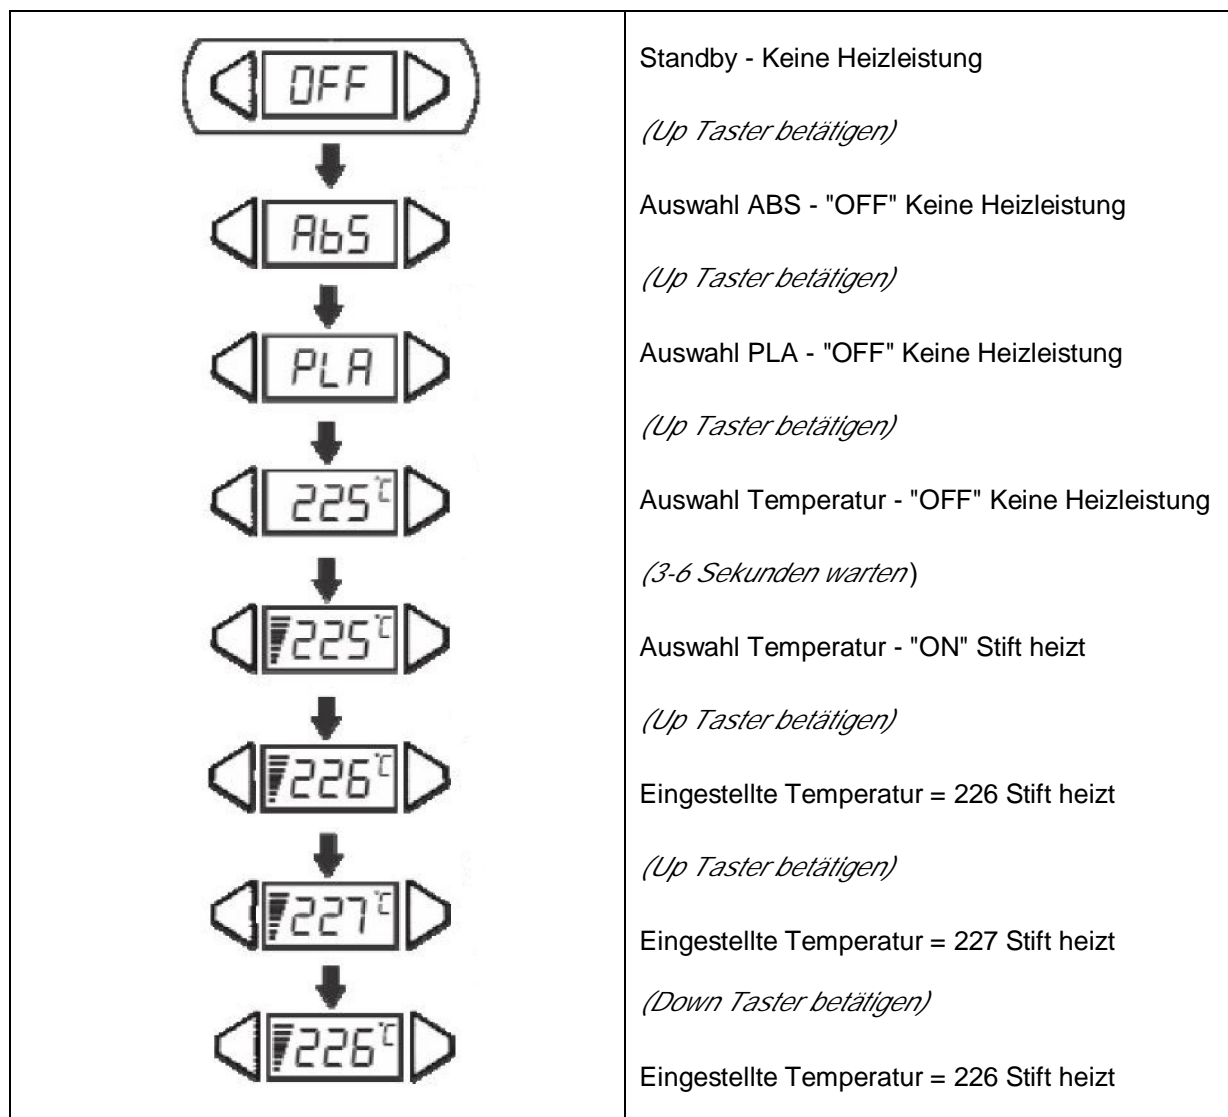 OFF
Standby - Keine Heizleistung
(Up Taster betätigen)
AbS
Auswahl ABS - "OFF" Keine Heizleistung
(Up Taster betätigen)
PLA
Auswahl PLA - "OFF" Keine Heizleistung
(Up Taster betätigen)
225°C
Auswahl Temperatur - "OFF" Keine Heizleistung
(3-6 Sekunden warten)
225°C
Auswahl Temperatur - "ON" Stift heizt
(Up Taster betätigen)
226°C
Eingestellte Temperatur = 226 Stift heizt
(Up Taster betätigen)
227°C
Eingestellte Temperatur = 227 Stift heizt
(Down Taster betätigen)
226°C
Eingestellte Temperatur = 226 Stift heizt